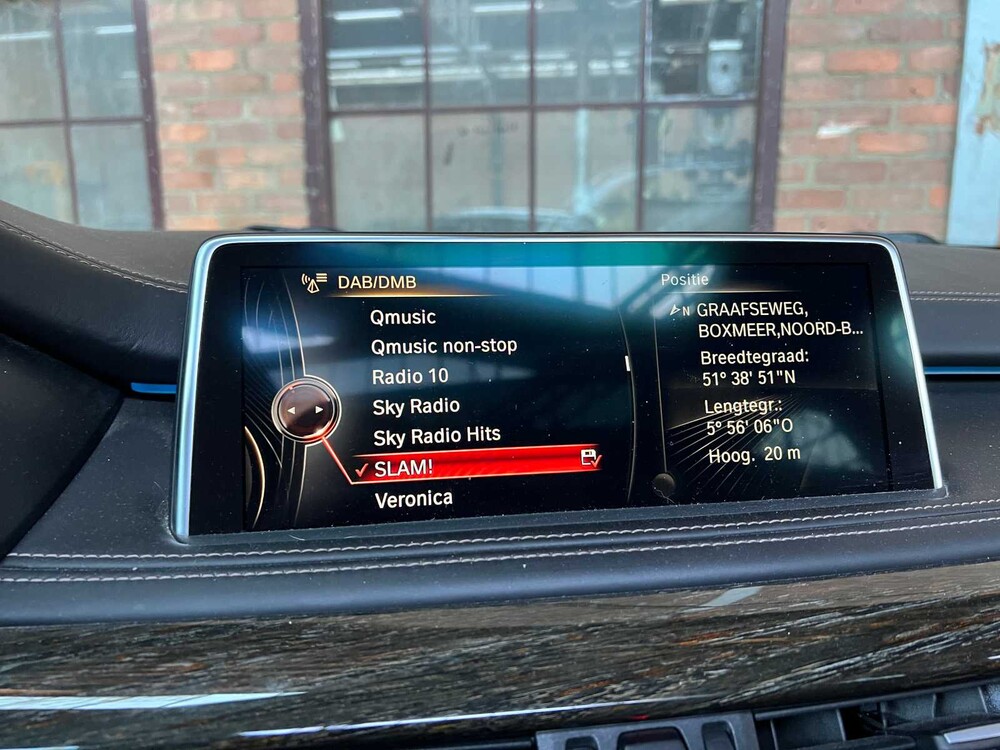 DAB/DMB
Qmusic
Qmusic non-stop
Radio 10
Sky Radio
Sky Radio Hits
SLAM!
Veronica
Positie
N GRAAFSEWEG,
BOXMEER,NOORD-B...
Breedtegraad:
51° 38' 51"N
Lengtegr.:
5° 56' 06"O
Hoog. 20 m